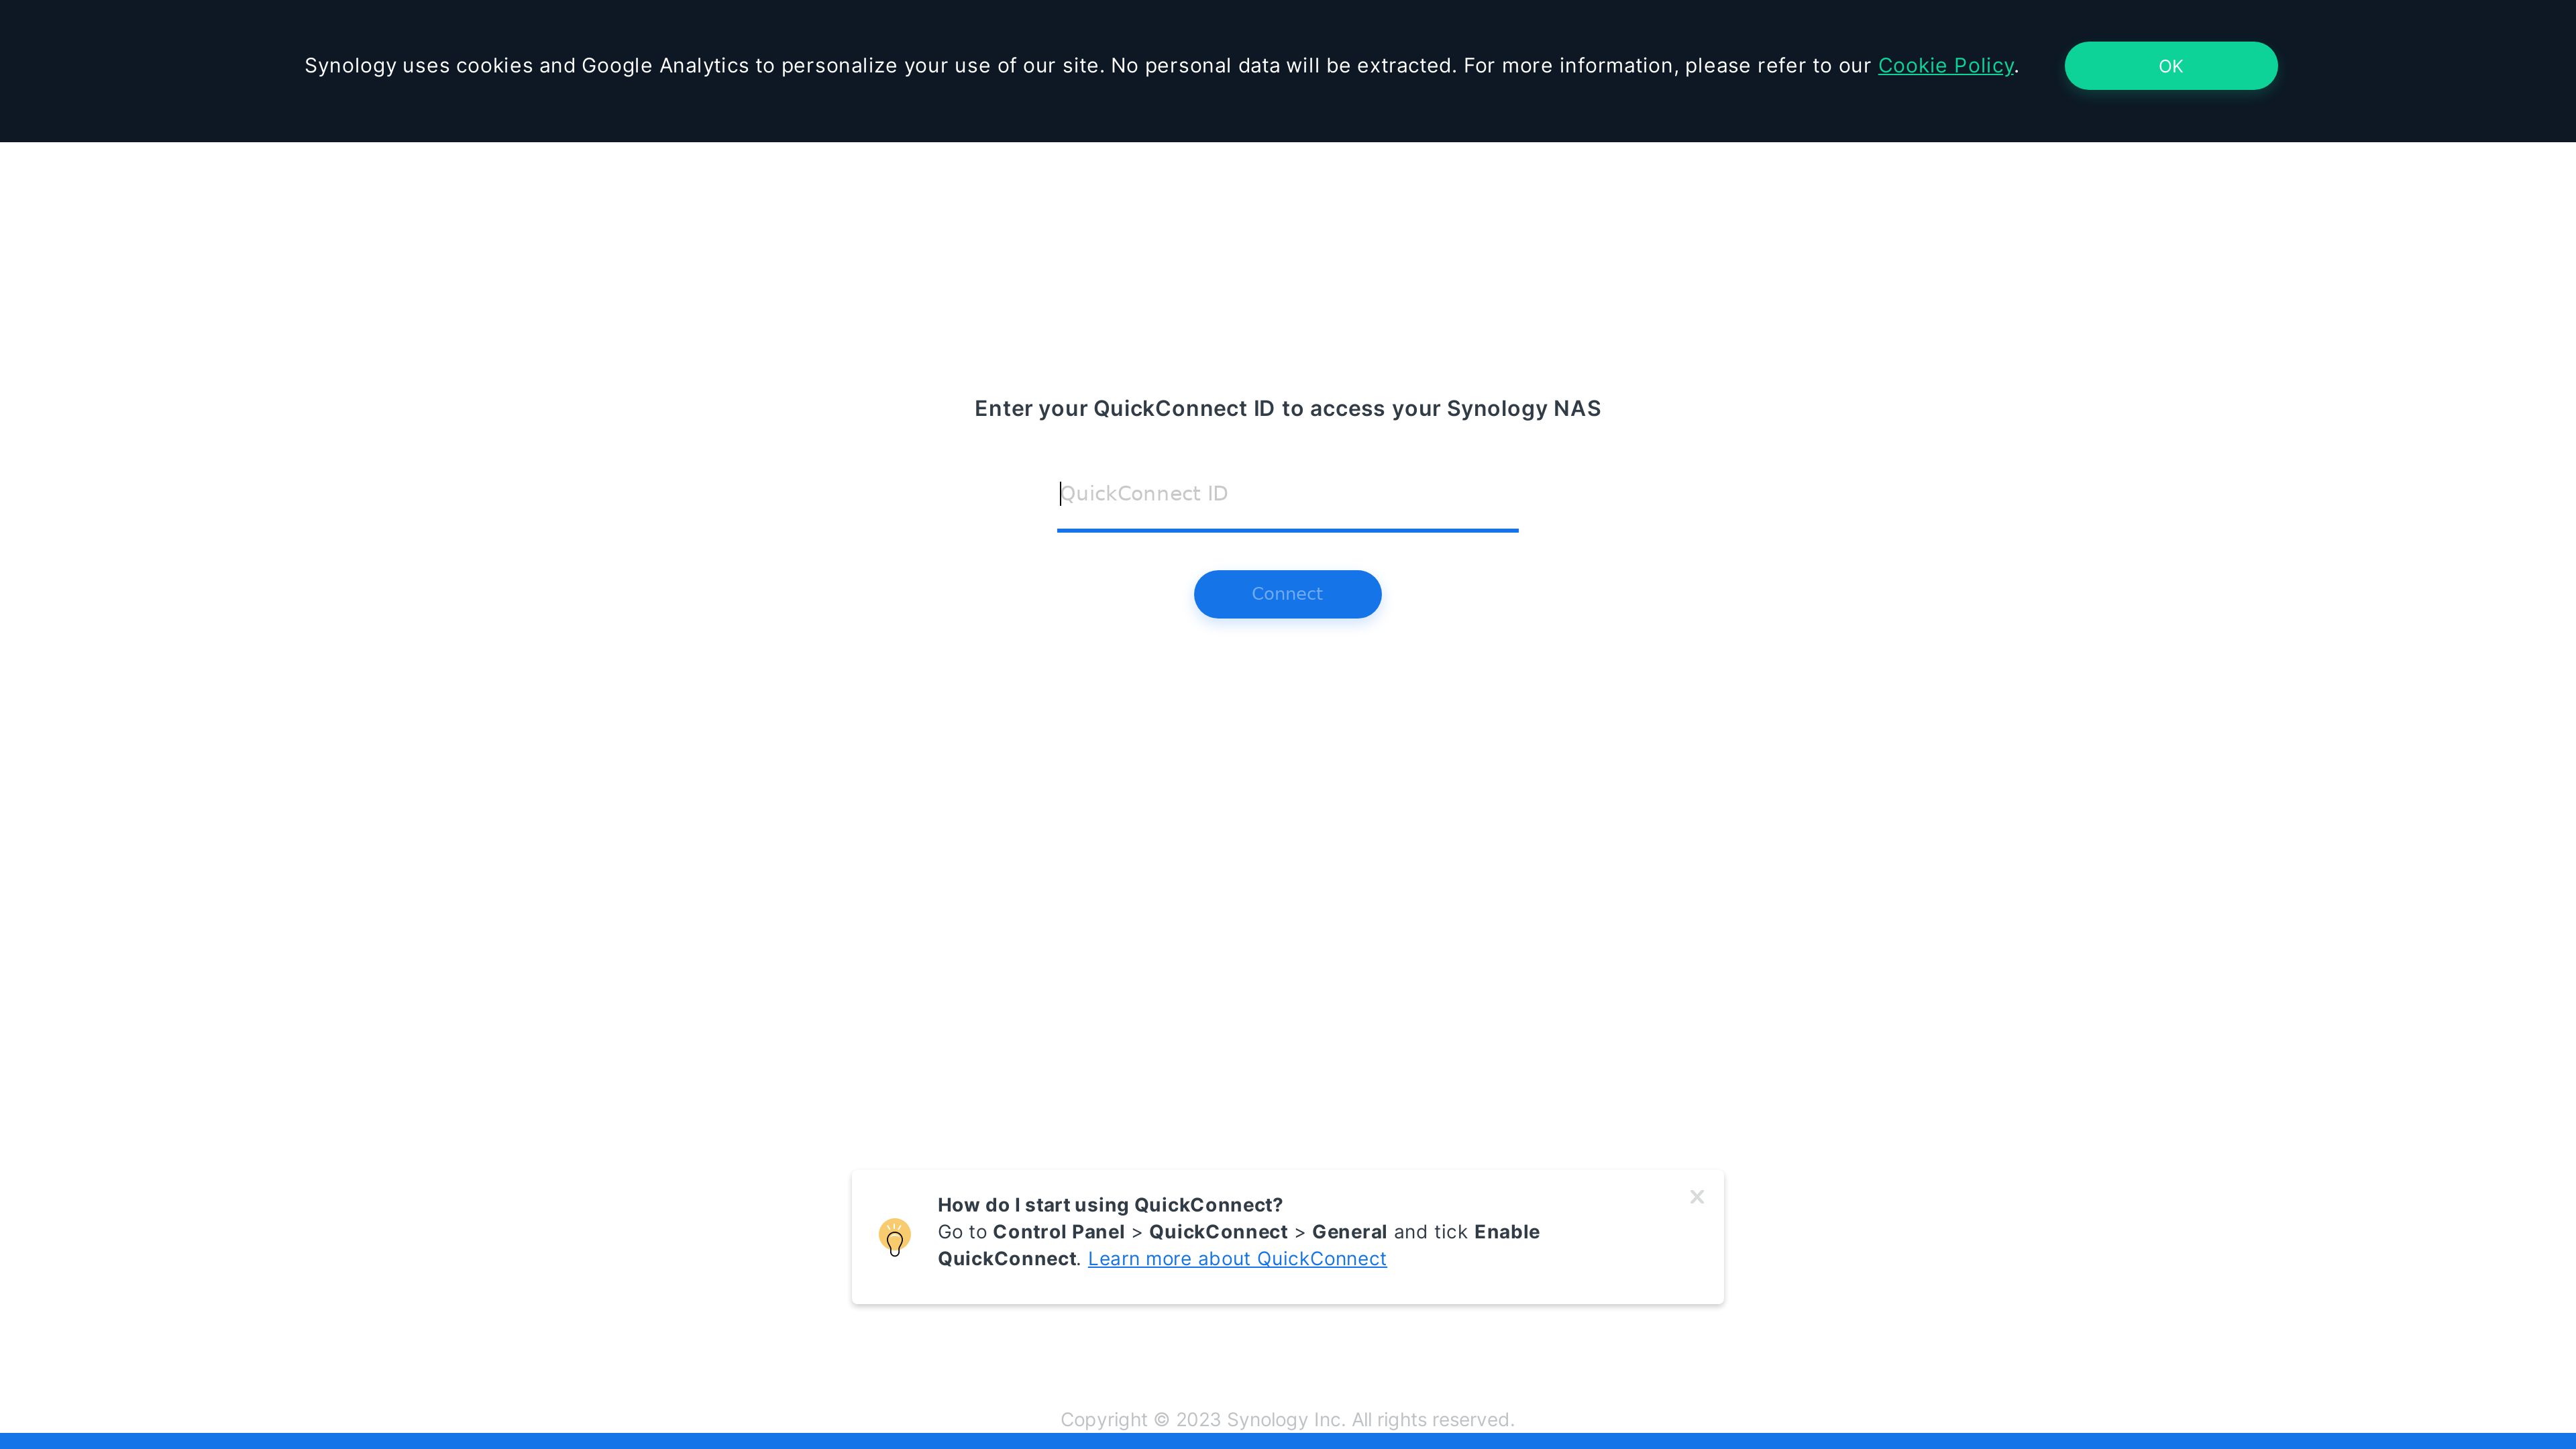 Synology uses cookies and Google Analytics to personalize your use of our site. No personal data will be extracted. For more information, please refer to our Cookie Policy.
OK
Enter your QuickConnect ID to access your Synology NAS
QuickConnect ID
Connect
How do I start using QuickConnect?
Go to Control Panel > QuickConnect > General and tick Enable
QuickConnect. Learn more about QuickConnect
Copyright © 2023 Synology Inc. All rights reserved.